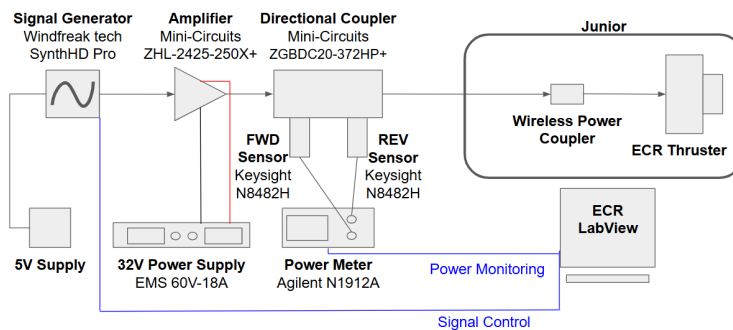 Signal Generator
Windfreak tech
SynthHD Pro
Amplifier
Mini-Circuits
ZHL-2425-250X+
Directional Coupler
Mini-Circuits
ZGBDC20-372HP+
Junior
FWD
Sensor
Keysight
N8482H
REV
Sensor
Keysight
N8482H
Wireless Power
Coupler
ECR Thruster
ECR
LabView
5V Supply
32V Power Supply
EMS 60V-18A
Power Meter
Agilent N1912A
Power Monitoring
Signal Control